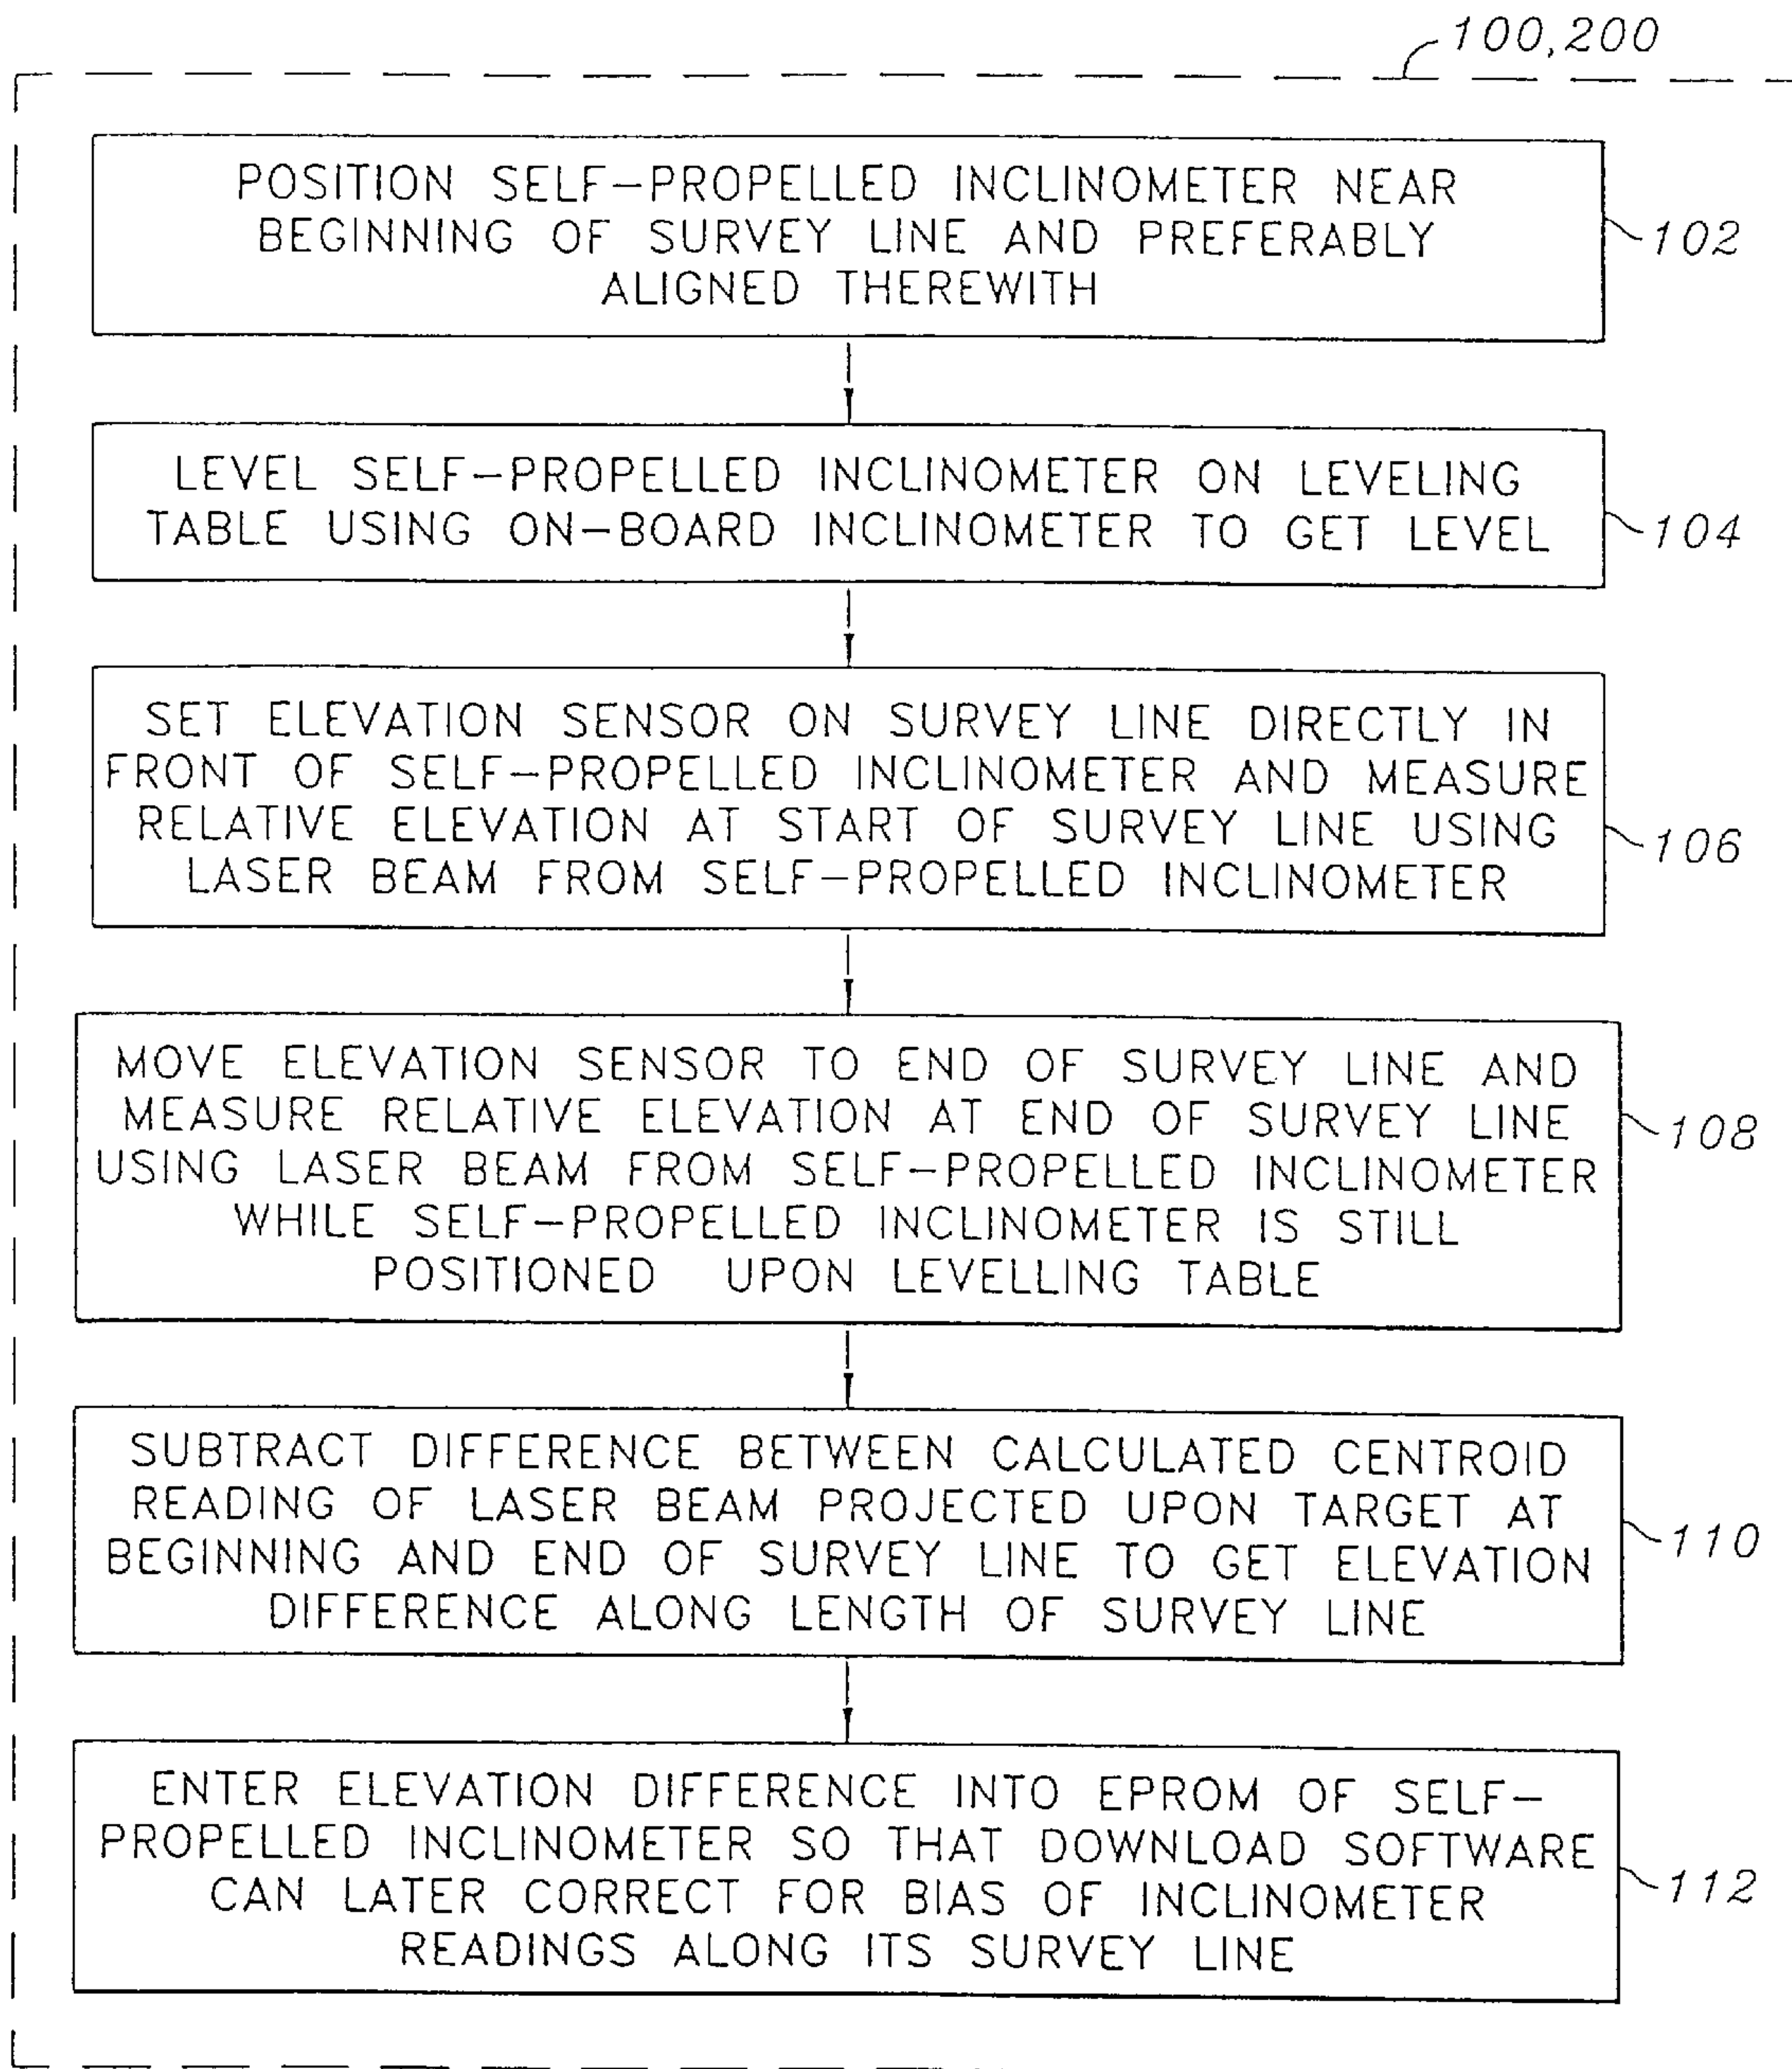 100,200
POSITION SELF-PROPELLED INCLINOMETER NEAR
BEGINNING OF SURVEY LINE AND PREFERABLY
ALIGNED THEREWITH
102
LEVEL SELF-PROPELLED INCLINOMETER ON LEVELING
TABLE USING ON-BOARD INCLINOMETER TO GET LEVEL
104
SET ELEVATION SENSOR ON SURVEY LINE DIRECTLY IN
FRONT OF SELF-PROPELLED INCLINOMETER AND MEASURE
RELATIVE ELEVATION AT START OF SURVEY LINE USING
LASER BEAM FROM SELF-PROPELLED INCLINOMETER
106
MOVE ELEVATION SENSOR TO END OF SURVEY LINE AND
MEASURE RELATIVE ELEVATION AT END OF SURVEY LINE
USING LASER BEAM FROM SELF-PROPELLED INCLINOMETER
WHILE SELF-PROPELLED INCLINOMETER IS STILL
POSITIONED UPON LEVELLING TABLE
108
SUBTRACT DIFFERENCE BETWEEN CALCULATED CENTROID
READING OF LASER BEAM PROJECTED UPON TARGET AT
BEGINNING AND END OF SURVEY LINE TO GET ELEVATION
DIFFERENCE ALONG LENGTH OF SURVEY LINE
110
ENTER ELEVATION DIFFERENCE INTO EPROM OF SELF-
PROPELLED INCLINOMETER SO THAT DOWNLOAD SOFTWARE
CAN LATER CORRECT FOR BIAS OF INCLINOMETER
READINGS ALONG ITS SURVEY LINE
112